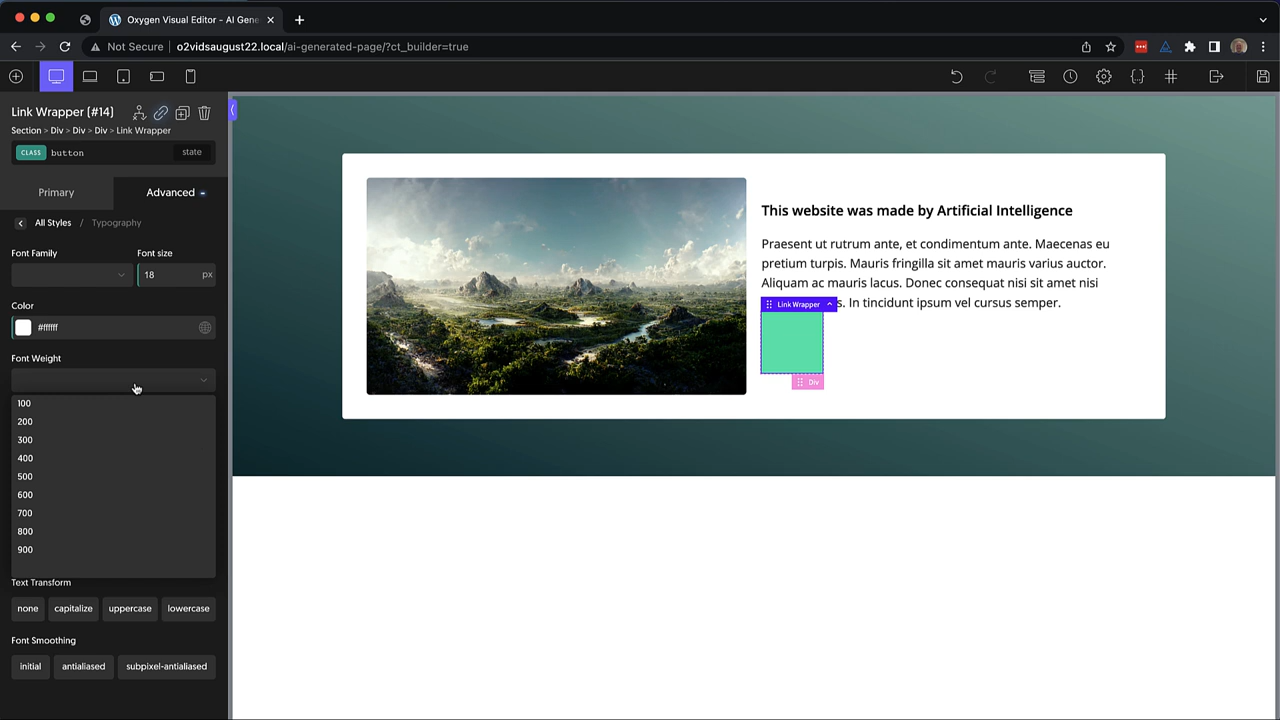 Oxygen Visual Editor - AI Gene
Not Secure
o2vidsaugust22.local/ai-generated-page/?ct_builder=true
Link Wrapper (#14)
Section > Div > Div > Div > Link Wrapper
CLASS button state
Primary
Advanced
All Styles / Typography
Font Family
Font size
18 px
Color
#ffffff
Font Weight
100
200
300
400
500
600
700
800
900
Text Transform
none capitalize uppercase lowercase
Font Smoothing
initial antialiased subpixel-antialiased
This website was made by Artificial Intelligence
Praesent ut rutrum ante, et condimentum ante. Maecenas eu
pretium turpis. Mauris fringilla sit amet mauris varius auctor.
Aliquam ac mauris lacus. Donec consequat nisi sit amet nisi
s. In tincidunt ipsum vel cursus semper.
Link Wrapper
Div